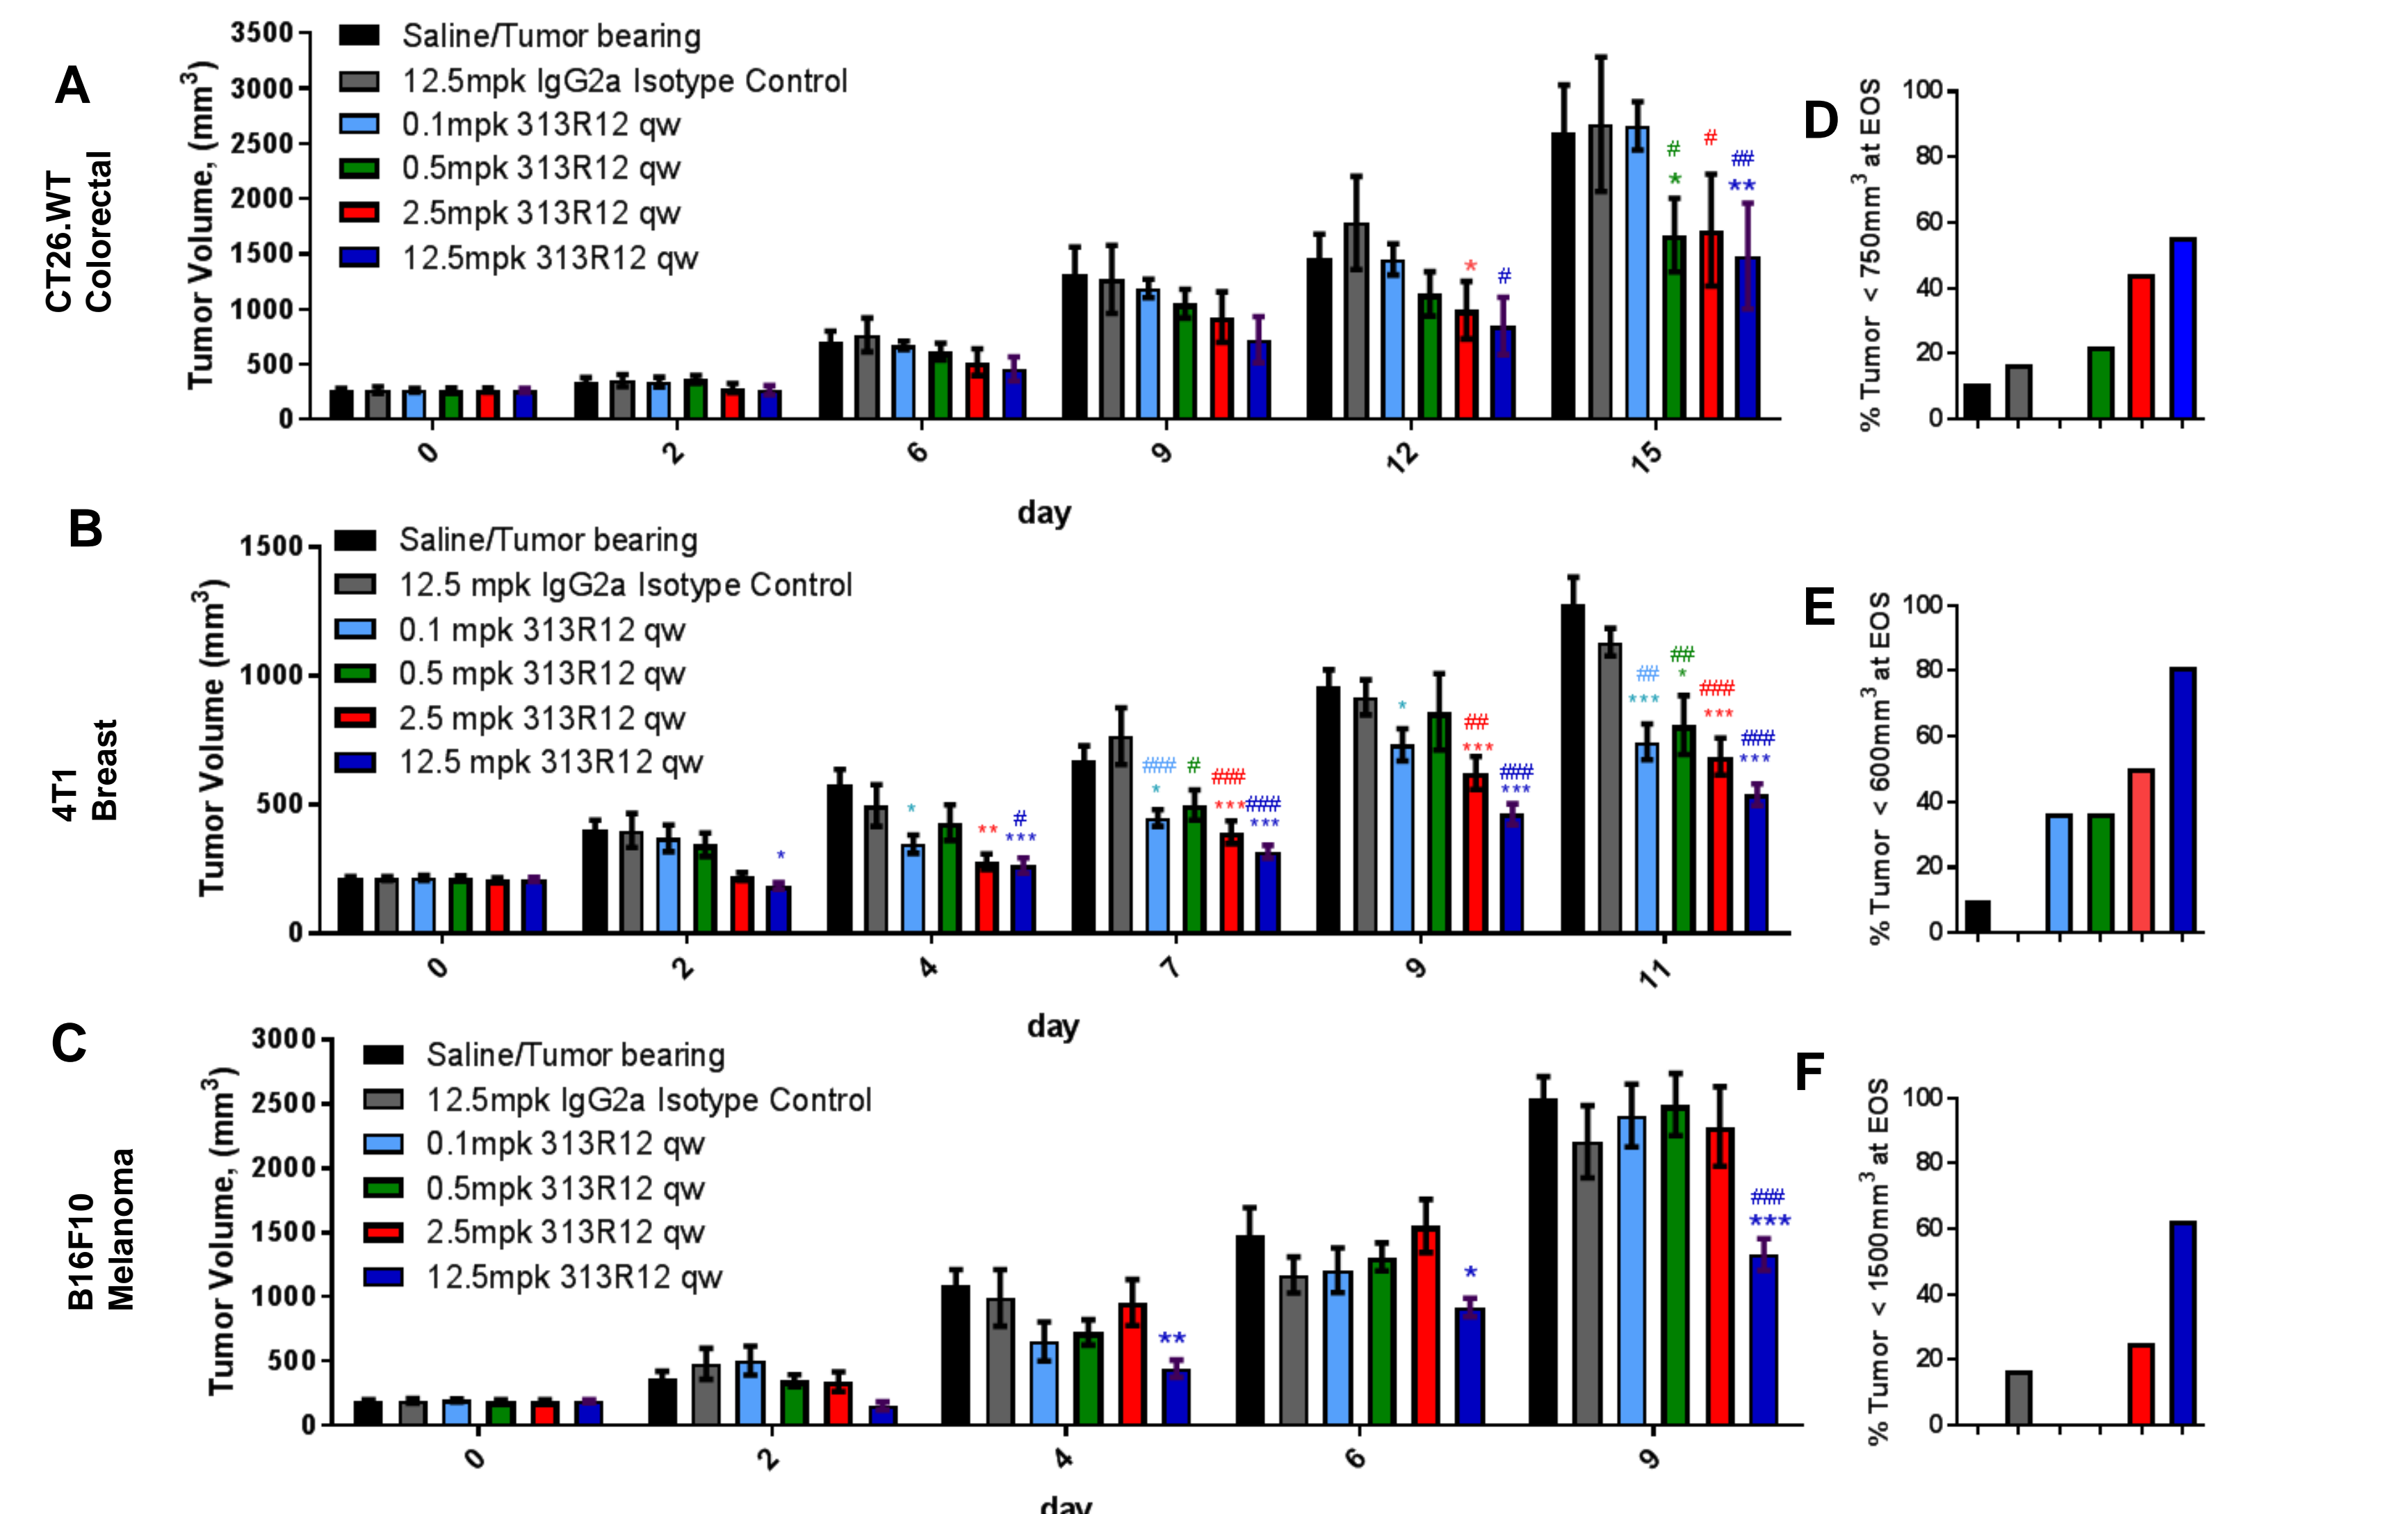 A
CT26.WT
Colorectal
Tumor Volume, (mm3)
3500
3000
2500
2000
1500
1000
500
0
Saline/Tumor bearing
12.5mpk IgG2a Isotype Control
0.1mpk 313R12 qw
0.5mpk 313R12 qw
2.5mpk 313R12 qw
12.5mpk 313R12 qw
* #
# # ##
* **
0 2 6 9 12 15
day
D
% Tumor < 750mm3 at EOS
100
80
60
40
20
0
B
4T1
Breast
Tumor Volume (mm3)
1500
1000
500
0
Saline/Tumor bearing
12.5 mpk IgG2a Isotype Control
0.1 mpk 313R12 qw
0.5 mpk 313R12 qw
2.5 mpk 313R12 qw
12.5 mpk 313R12 qw
*
* ** #
***
### # ### ###
* *** ***
* ## ###
*** ***
## ## ### ###
*** * *** ***
0 2 4 7 9 11
day
E
% Tumor < 600mm3 at EOS
100
80
60
40
20
0
C
B16F10
Melanoma
Tumor Volume, (mm3)
3000
2500
2000
1500
1000
500
0
Saline/Tumor bearing
12.5mpk IgG2a Isotype Control
0.1mpk 313R12 qw
0.5mpk 313R12 qw
2.5mpk 313R12 qw
12.5mpk 313R12 qw
**
*
###
***
0 2 4 6 9
day
F
% Tumor < 1500mm3 at EOS
100
80
60
40
20
0